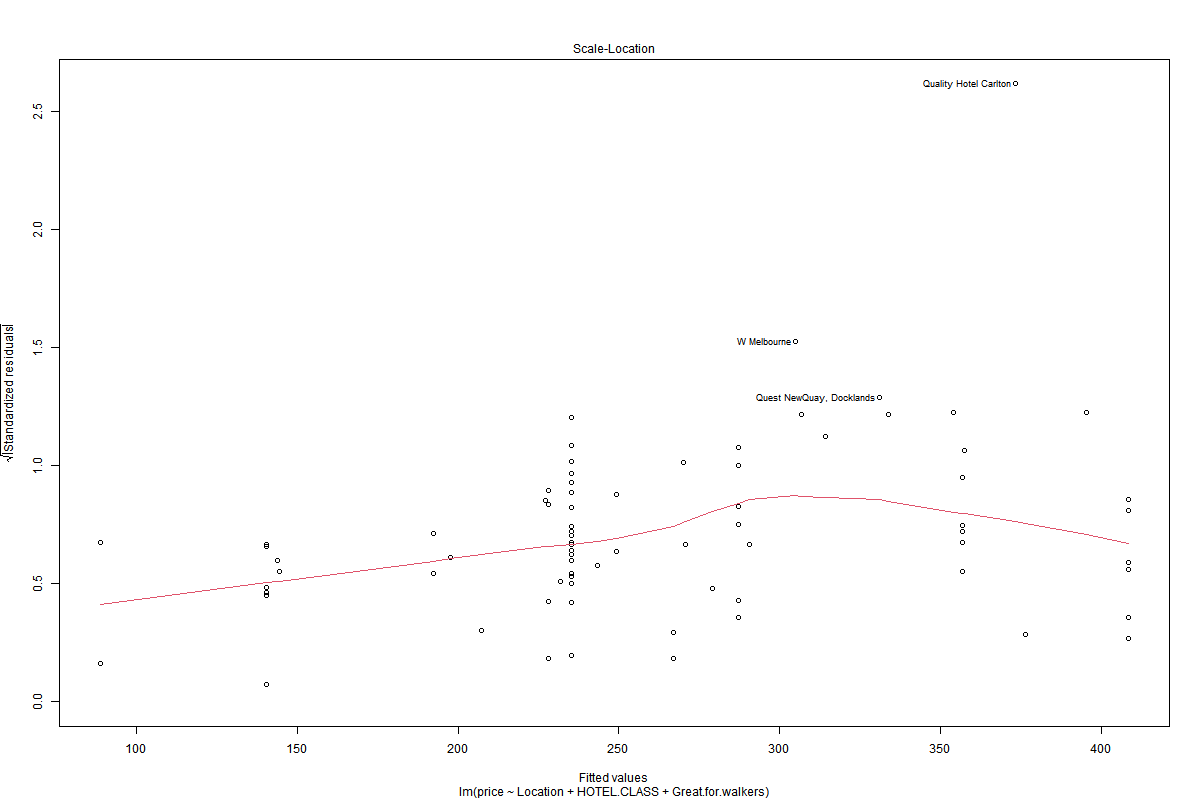 Scale-Location
Quality Hotel Carlton
W Melbourne
Quest NewQuay, Docklands
√|Standardized residuals|
2.5
2.0
1.5
1.0
0.5
0.0
100 150 200 250 300 350 400
Fitted values
lm(price ~ Location + HOTEL.CLASS + Great.for.walkers)